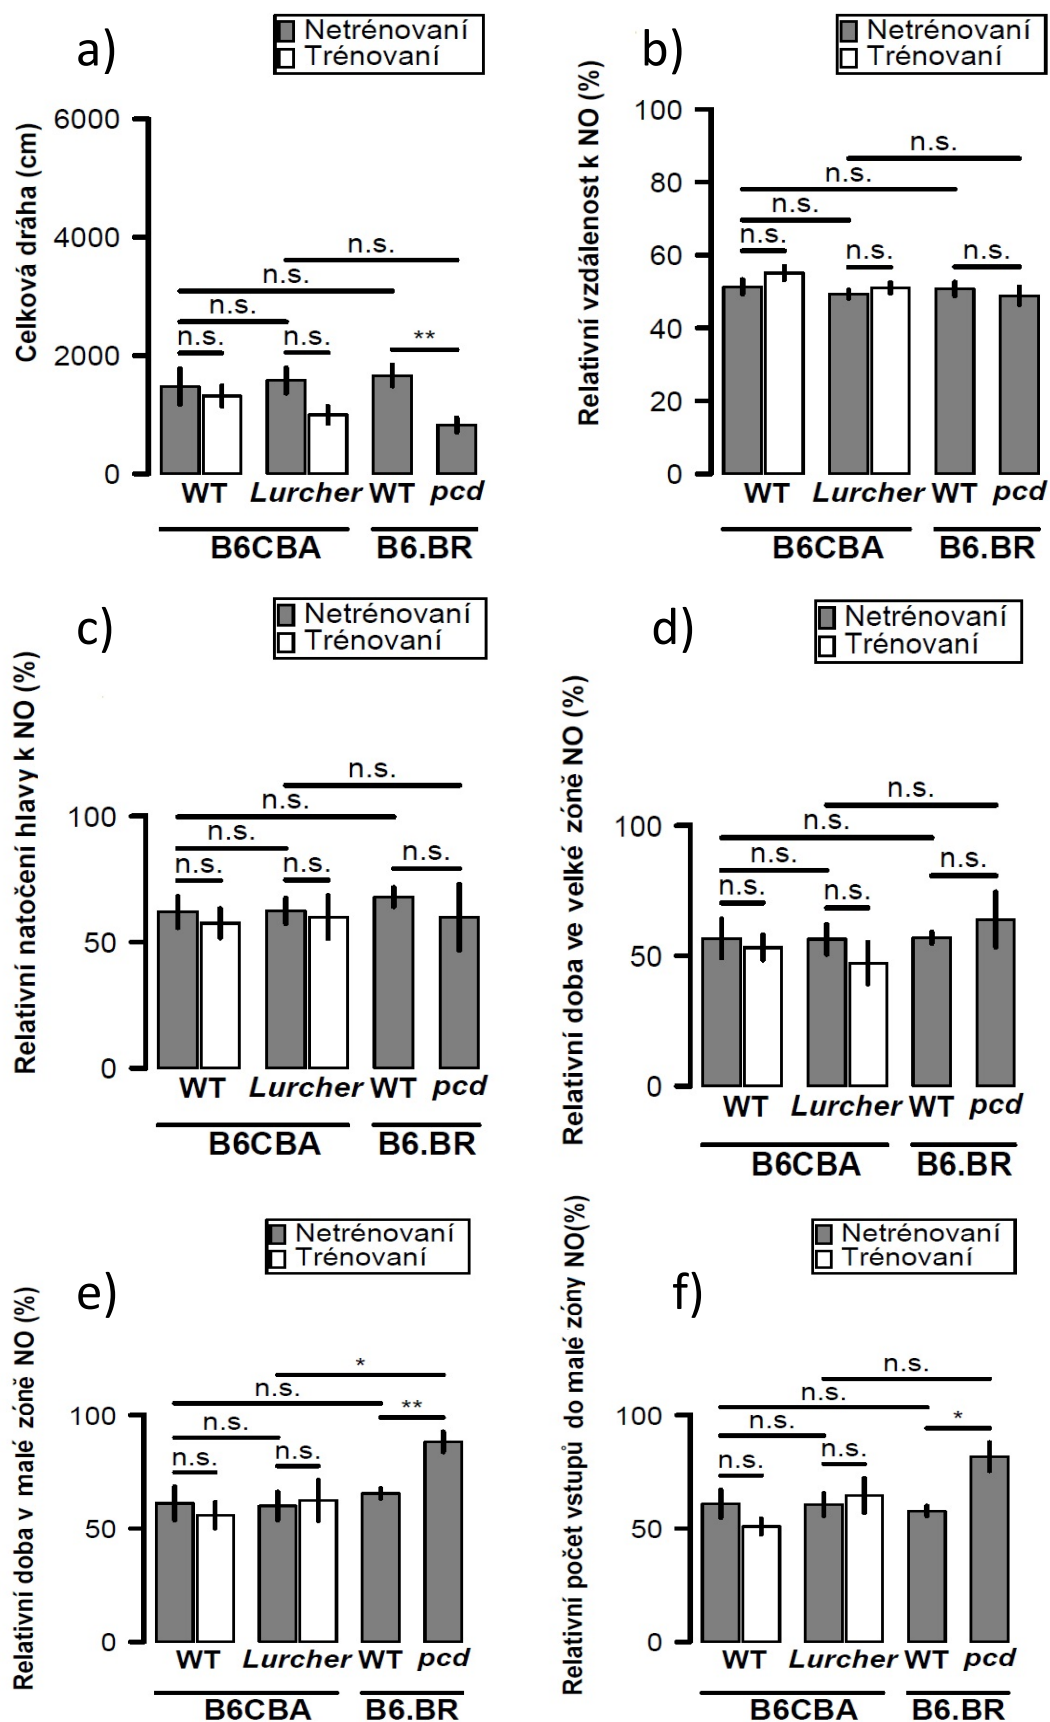 a)
Netrénovaní
Trénovaní
Celková dráha (cm)
6000
4000
2000
0
n.s.
n.s.
n.s.
n.s.
n.s.
**
WT Lurcher WT pcd
B6CBA B6.BR
b)
Netrénovaní
Trénovaní
Relativní vzdálenost k NO (%)
100
80
60
40
20
0
n.s.
n.s.
n.s.
n.s.
n.s.
n.s.
WT Lurcher WT pcd
B6CBA B6.BR
c)
Netrénovaní
Trénovaní
Relativní natočení hlavy k NO (%)
100
50
0
n.s.
n.s.
n.s.
n.s.
n.s.
n.s.
WT Lurcher WT pcd
B6CBA B6.BR
d)
Netrénovaní
Trénovaní
Relativní doba ve velké zóně NO (%)
100
50
0
n.s.
n.s.
n.s.
n.s.
n.s.
n.s.
WT Lurcher WT pcd
B6CBA B6.BR
e)
Netrénovaní
Trénovaní
Relativní doba v malé zóně NO (%)
100
50
0
*
n.s.
**
n.s.
n.s.
n.s.
WT Lurcher WT pcd
B6CBA B6.BR
f)
Netrénovaní
Trénovaní
Relativní počet vstupů do malé zóny NO(%)
100
50
0
n.s.
n.s.
*
n.s.
n.s.
n.s.
WT Lurcher WT pcd
B6CBA B6.BR